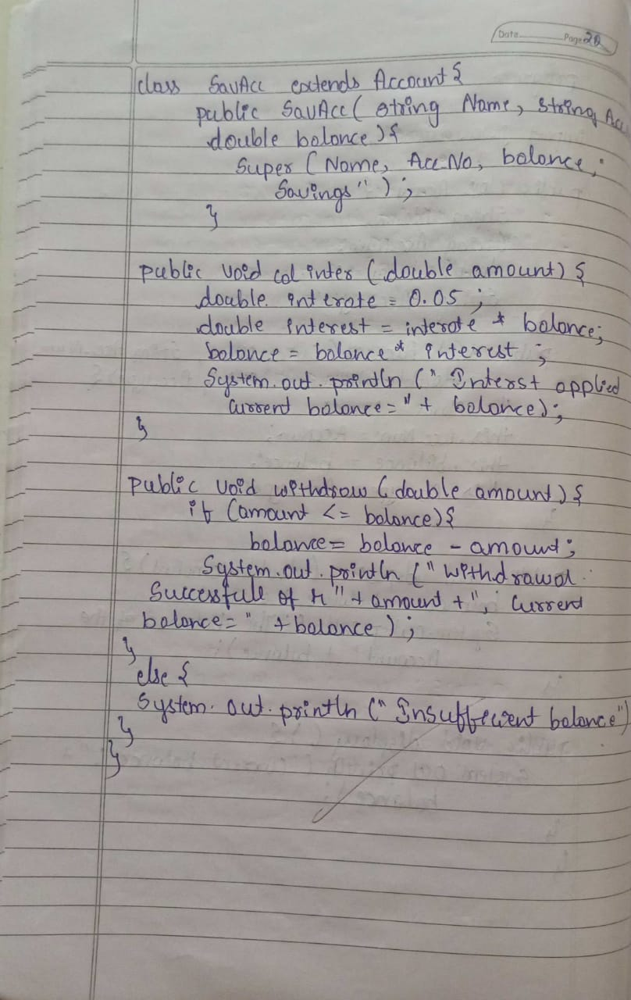 Date Page 20
class SavAcc extends Account {
public SavAcc ( string Name, string Acc
double balance ) {
Super ( Name, Acc.No, balance,
Savings" ) ;
}
public void cal inter ( double amount) {
double interate = 0.05 ;
double interest = interate * balance;
balance = balance * interest ;
System.out.println (" Interst applied
Current balance=" + balance);
}
public void withdraw ( double amount ) {
if (amount <= balance) {
balance = balance - amount;
System.out.println (" Withdrawal
Successfull of " + amount + ", Current
balance=" + balance ) ;
}
else {
System.out.println (" Insufficient balance")
}
}